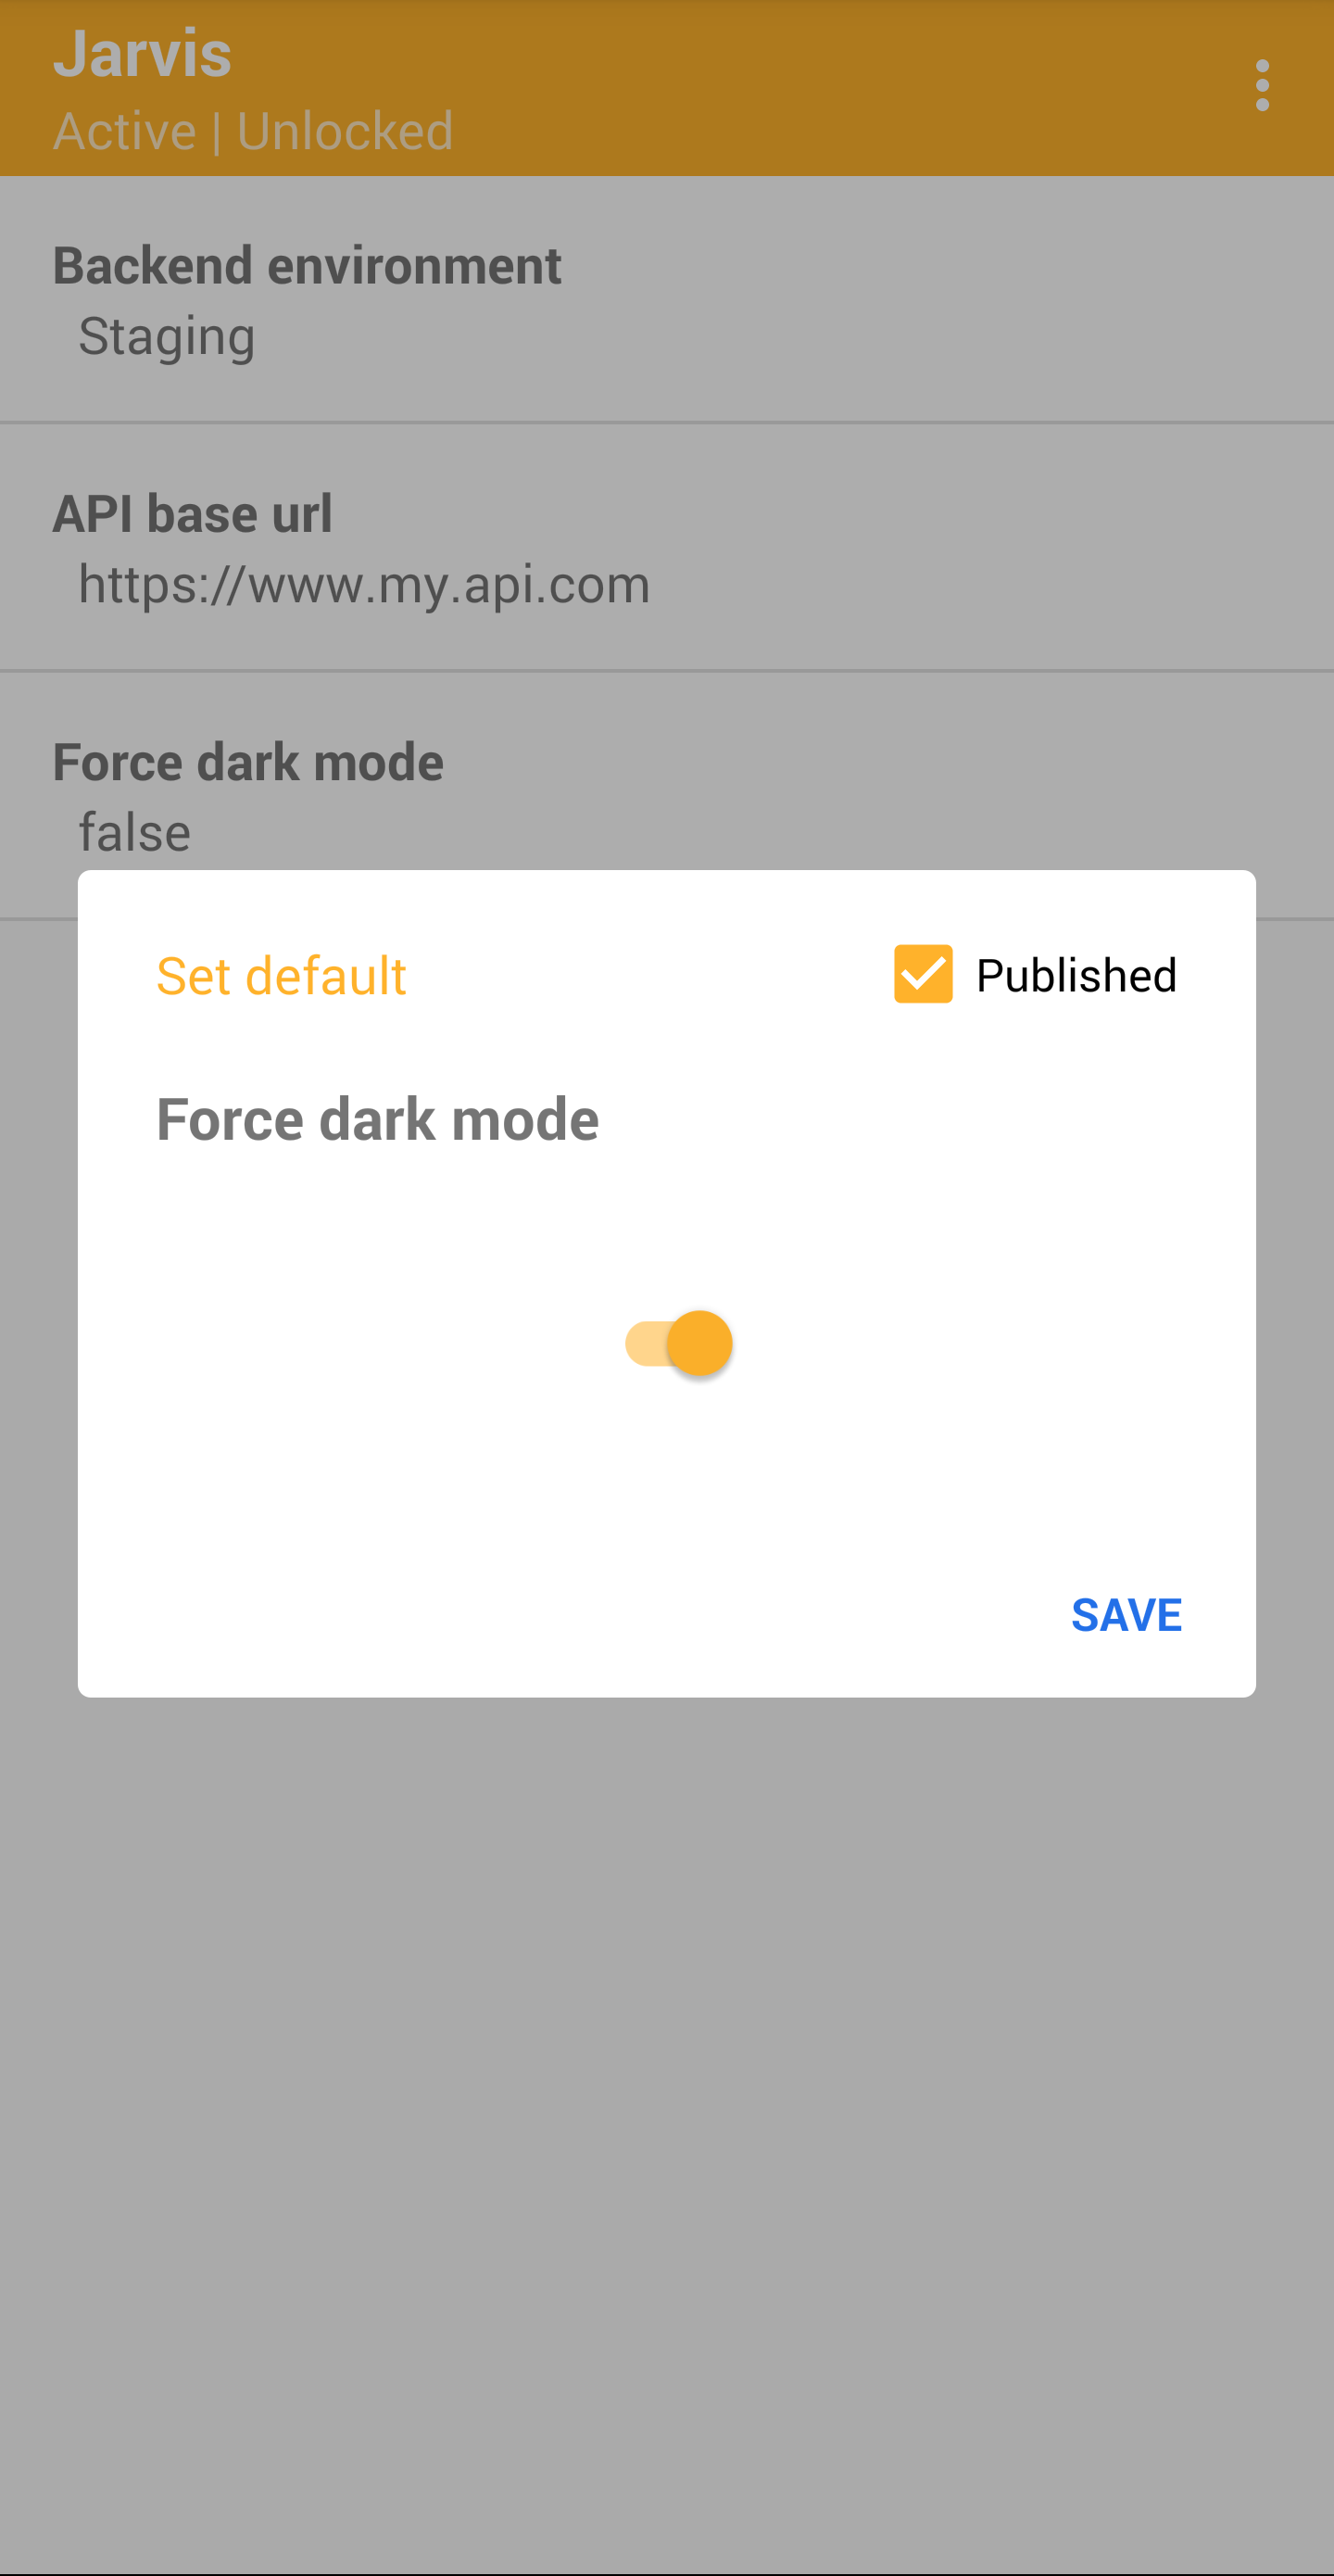 Jarvis
Active | Unlocked
Backend environment
Staging
API base url
https://www.my.api.com
Force dark mode
false
Set default
Published
Force dark mode
SAVE